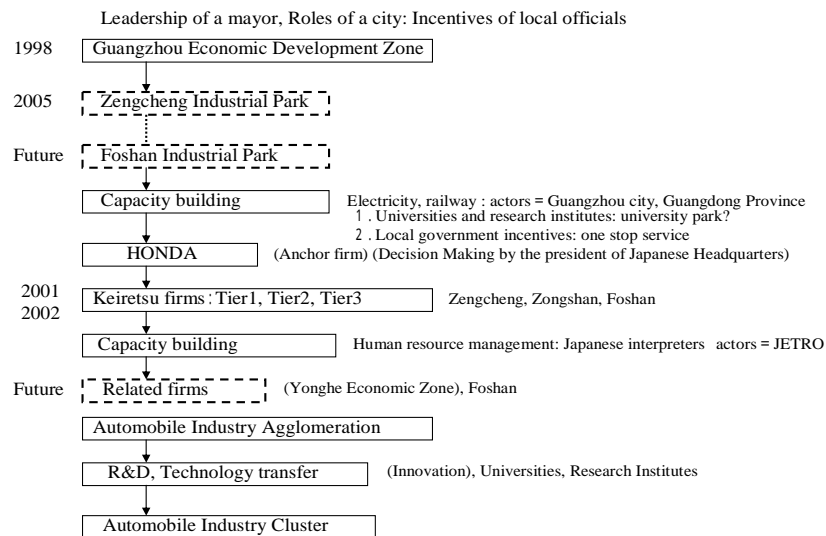 Leadership of a mayor, Roles of a city: Incentives of local officials
1998 Guangzhou Economic Development Zone
2005 Zengcheng Industrial Park
Future Foshan Industrial Park
Capacity building Electricity, railway : actors = Guangzhou city, Guangdong Province
1 . Universities and research institutes: university park?
2 . Local government incentives: one stop service
HONDA (Anchor firm) (Decision Making by the president of Japanese Headquarters)
2001
2002
Keiretsu firms : Tier1, Tier2, Tier3 Zengcheng, Zongshan, Foshan
Capacity building Human resource management: Japanese interpreters actors = JETRO
Future Related firms (Yonghe Economic Zone), Foshan
Automobile Industry Agglomeration
R&D, Technology transfer (Innovation), Universities, Research Institutes
Automobile Industry Cluster